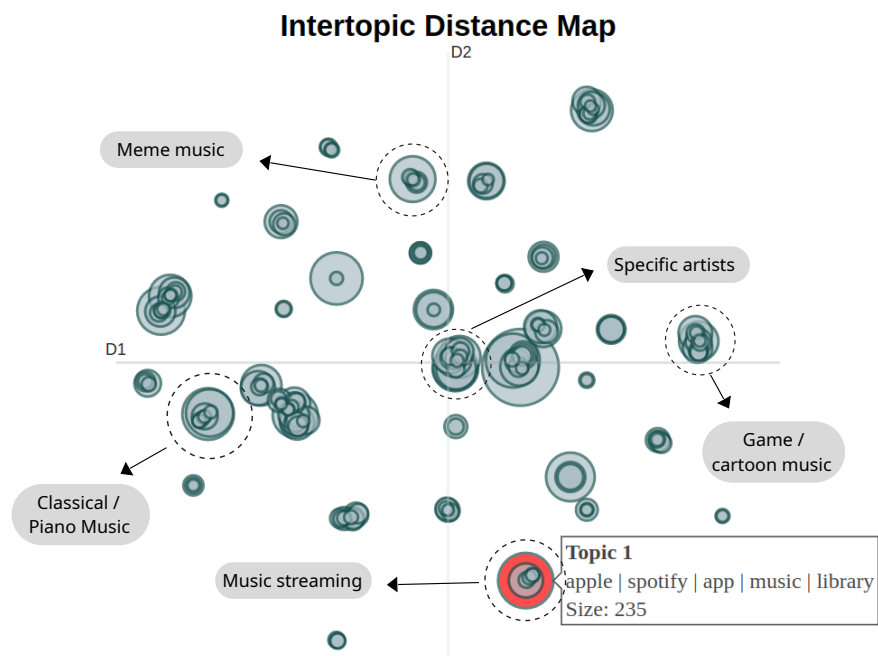 Intertopic Distance Map
D2
Meme music
Specific artists
D1
Game /
cartoon music
Classical /
Piano Music
Music streaming
Topic 1
apple | spotify | app | music | library
Size: 235